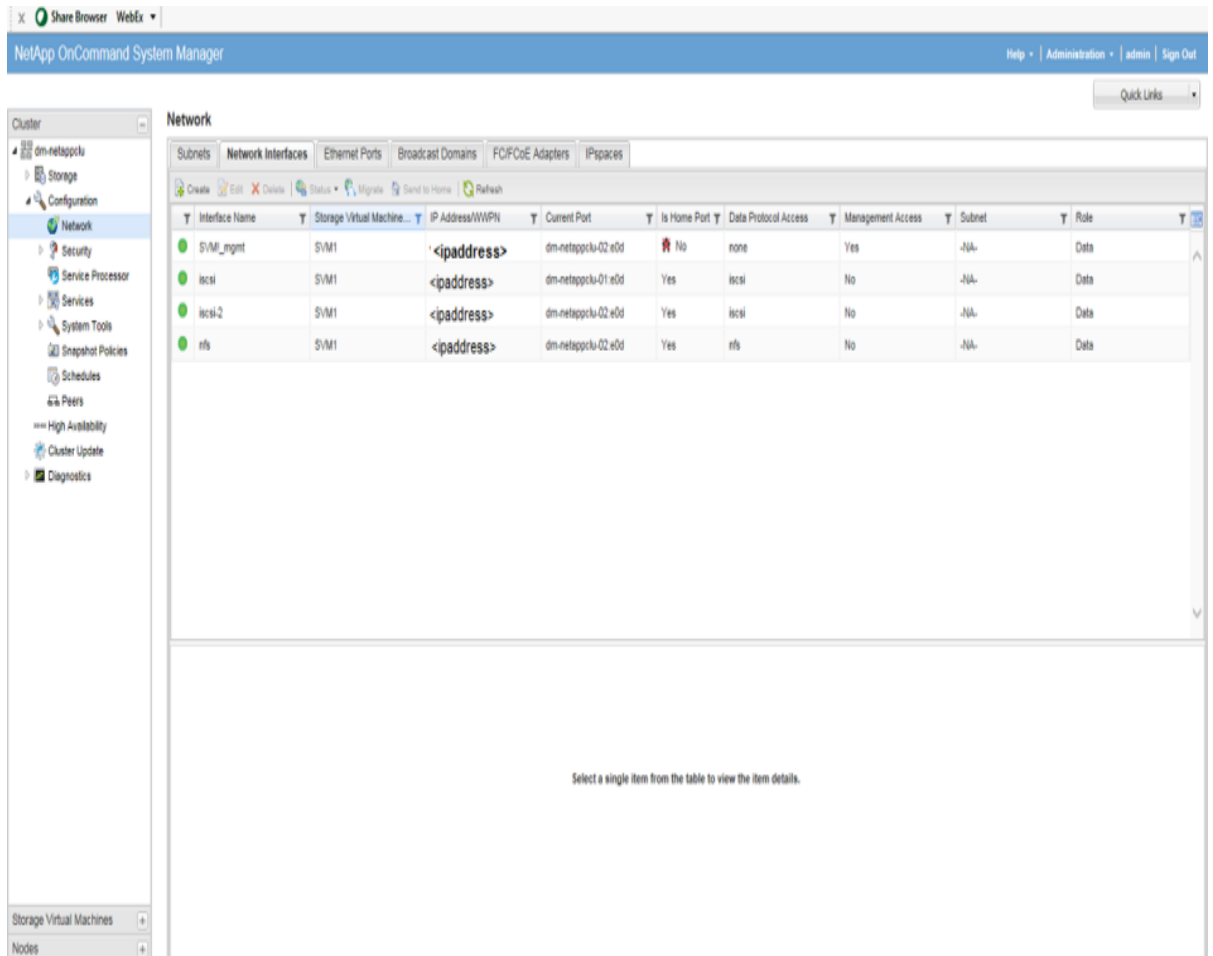 X Share Browser WebEx
NetApp OnCommand System Manager
Help | Administration | admin | Sign Out
Quick Links
Cluster
dm-netappclu
Storage
Configuration
Network
Security
Service Processor
Services
System Tools
Snapshot Policies
Schedules
Peers
High Availability
Cluster Update
Diagnostics
Storage Virtual Machines
Nodes
Network
Subnets Network Interfaces Ethernet Ports Broadcast Domains FC/FCoE Adapters IPspaces
Create Edit Delete Status Migrate Send to Home Refresh
Interface Name Storage Virtual Machine... IP Address/WWPN Current Port Is Home Port Data Protocol Access Management Access Subnet Role
SVM!_mgmt SVM1 <ipaddress> dm-netappclu-02:e0d No none Yes -NA- Data
iscsi SVM1 <ipaddress> dm-netappclu-01:e0d Yes iscsi No -NA- Data
iscsi-2 SVM1 <ipaddress> dm-netappclu-02:e0d Yes iscsi No -NA- Data
nfs SVM1 <ipaddress> dm-netappclu-02:e0d Yes nfs No -NA- Data
Select a single item from the table to view the item details.